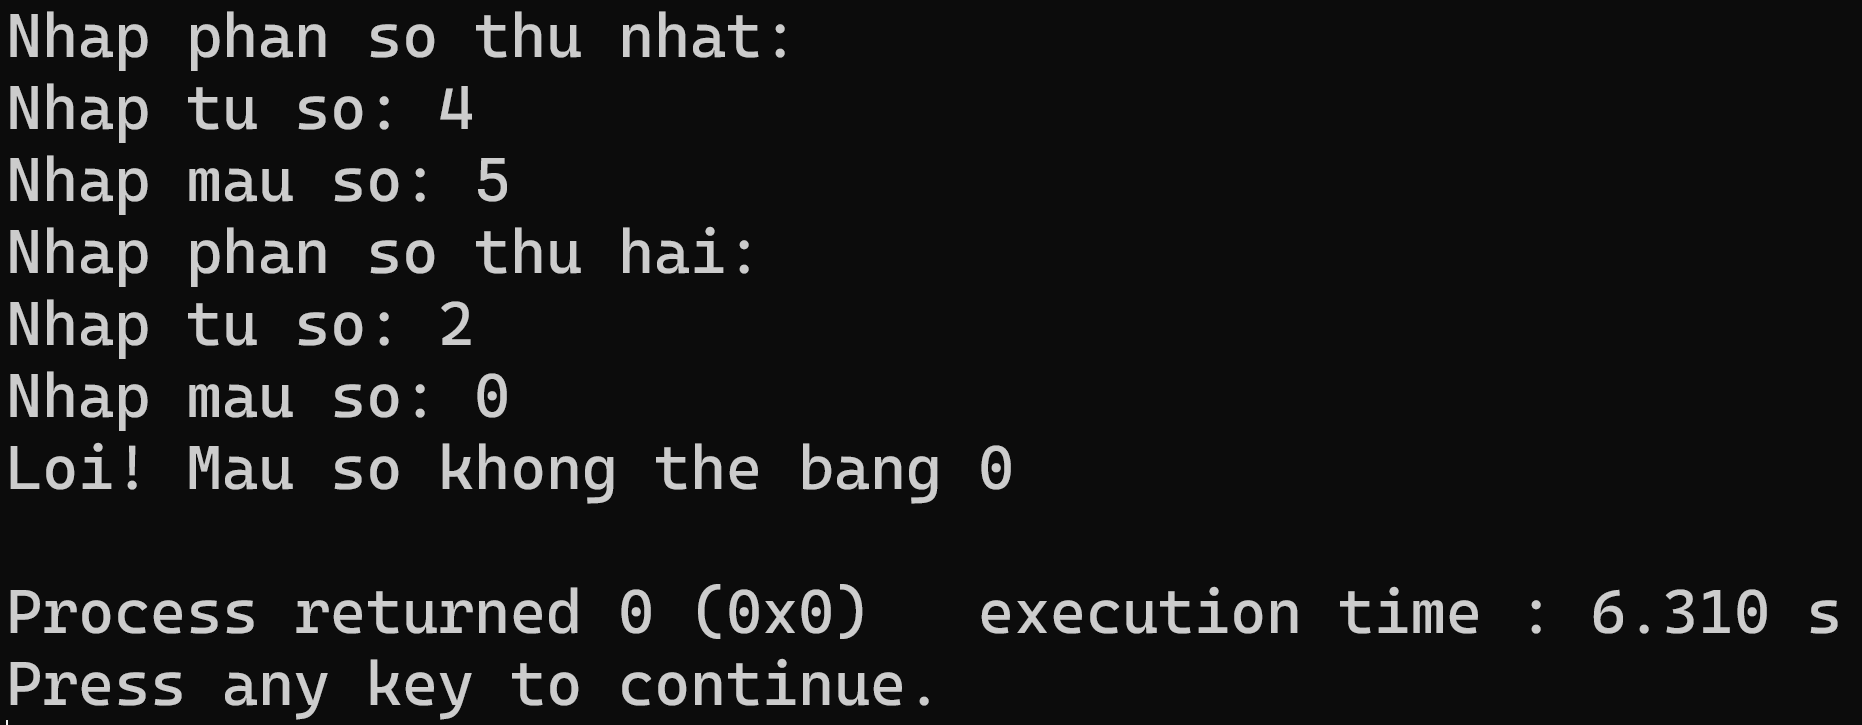 Nhap phan so thu nhat:
Nhap tu so: 4
Nhap mau so: 5
Nhap phan so thu hai:
Nhap tu so: 2
Nhap mau so: 0
Loi! Mau so khong the bang 0
Process returned 0 (0x0)   execution time : 6.310 s
Press any key to continue.